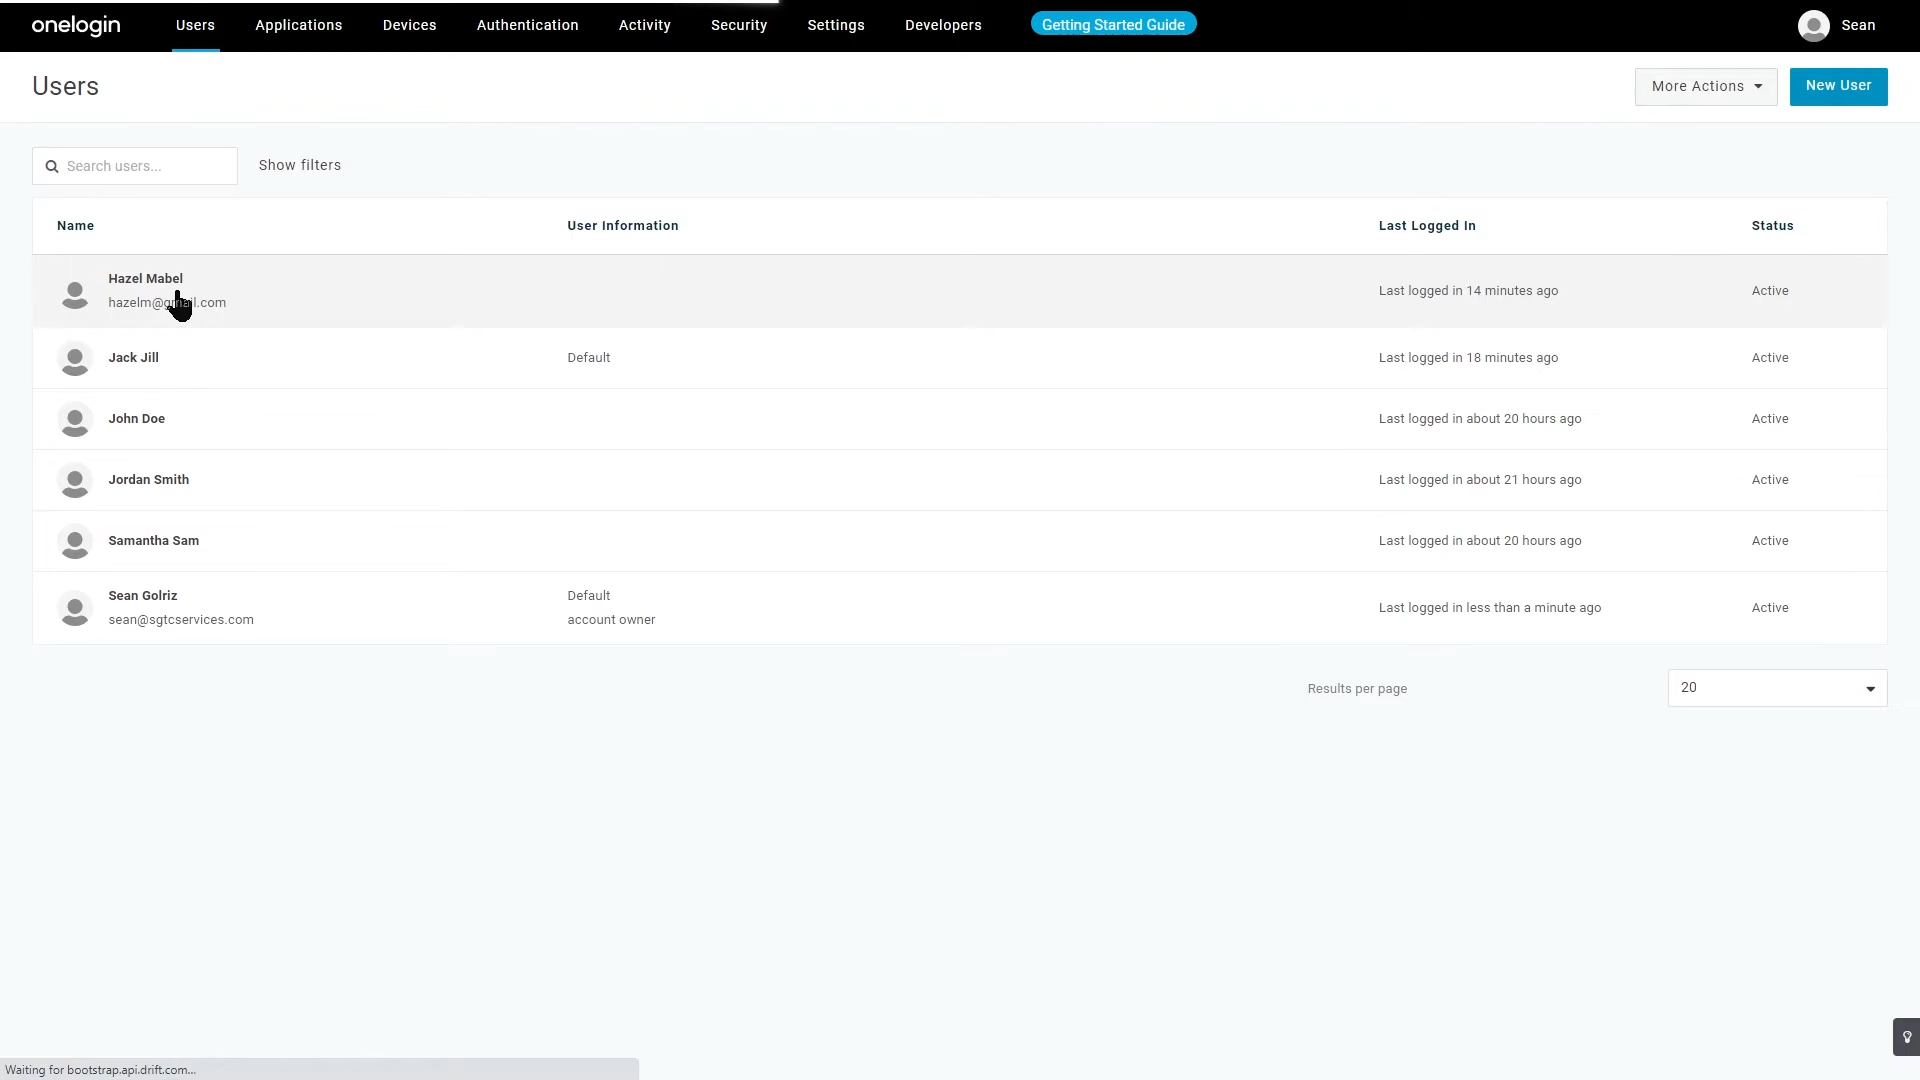 onelogin
Users
Applications
Devices
Authentication
Activity
Security
Settings
Developers
Getting Started Guide
Sean
Users
More Actions
New User
Search users...
Show filters
Name
User Information
Last Logged In
Status
Hazel Mabel
hazelm@gmail.com
Last logged in 14 minutes ago
Active
Jack Jill
Default
Last logged in 18 minutes ago
Active
John Doe
Last logged in about 20 hours ago
Active
Jordan Smith
Last logged in about 21 hours ago
Active
Samantha Sam
Last logged in about 20 hours ago
Active
Sean Golriz
sean@sgtcservices.com
Default
account owner
Last logged in less than a minute ago
Active
Results per page
20
Waiting for bootstrap.api.drift.com...